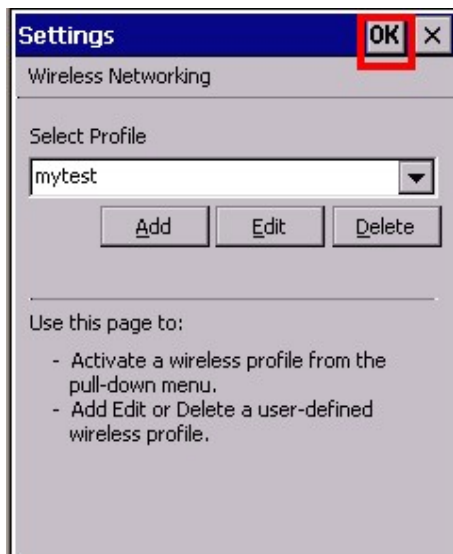 Settings OK ×
Wireless Networking
Select Profile
mytest
Add Edit Delete
Use this page to:
- Activate a wireless profile from the
pull-down menu.
- Add Edit or Delete a user-defined
wireless profile.